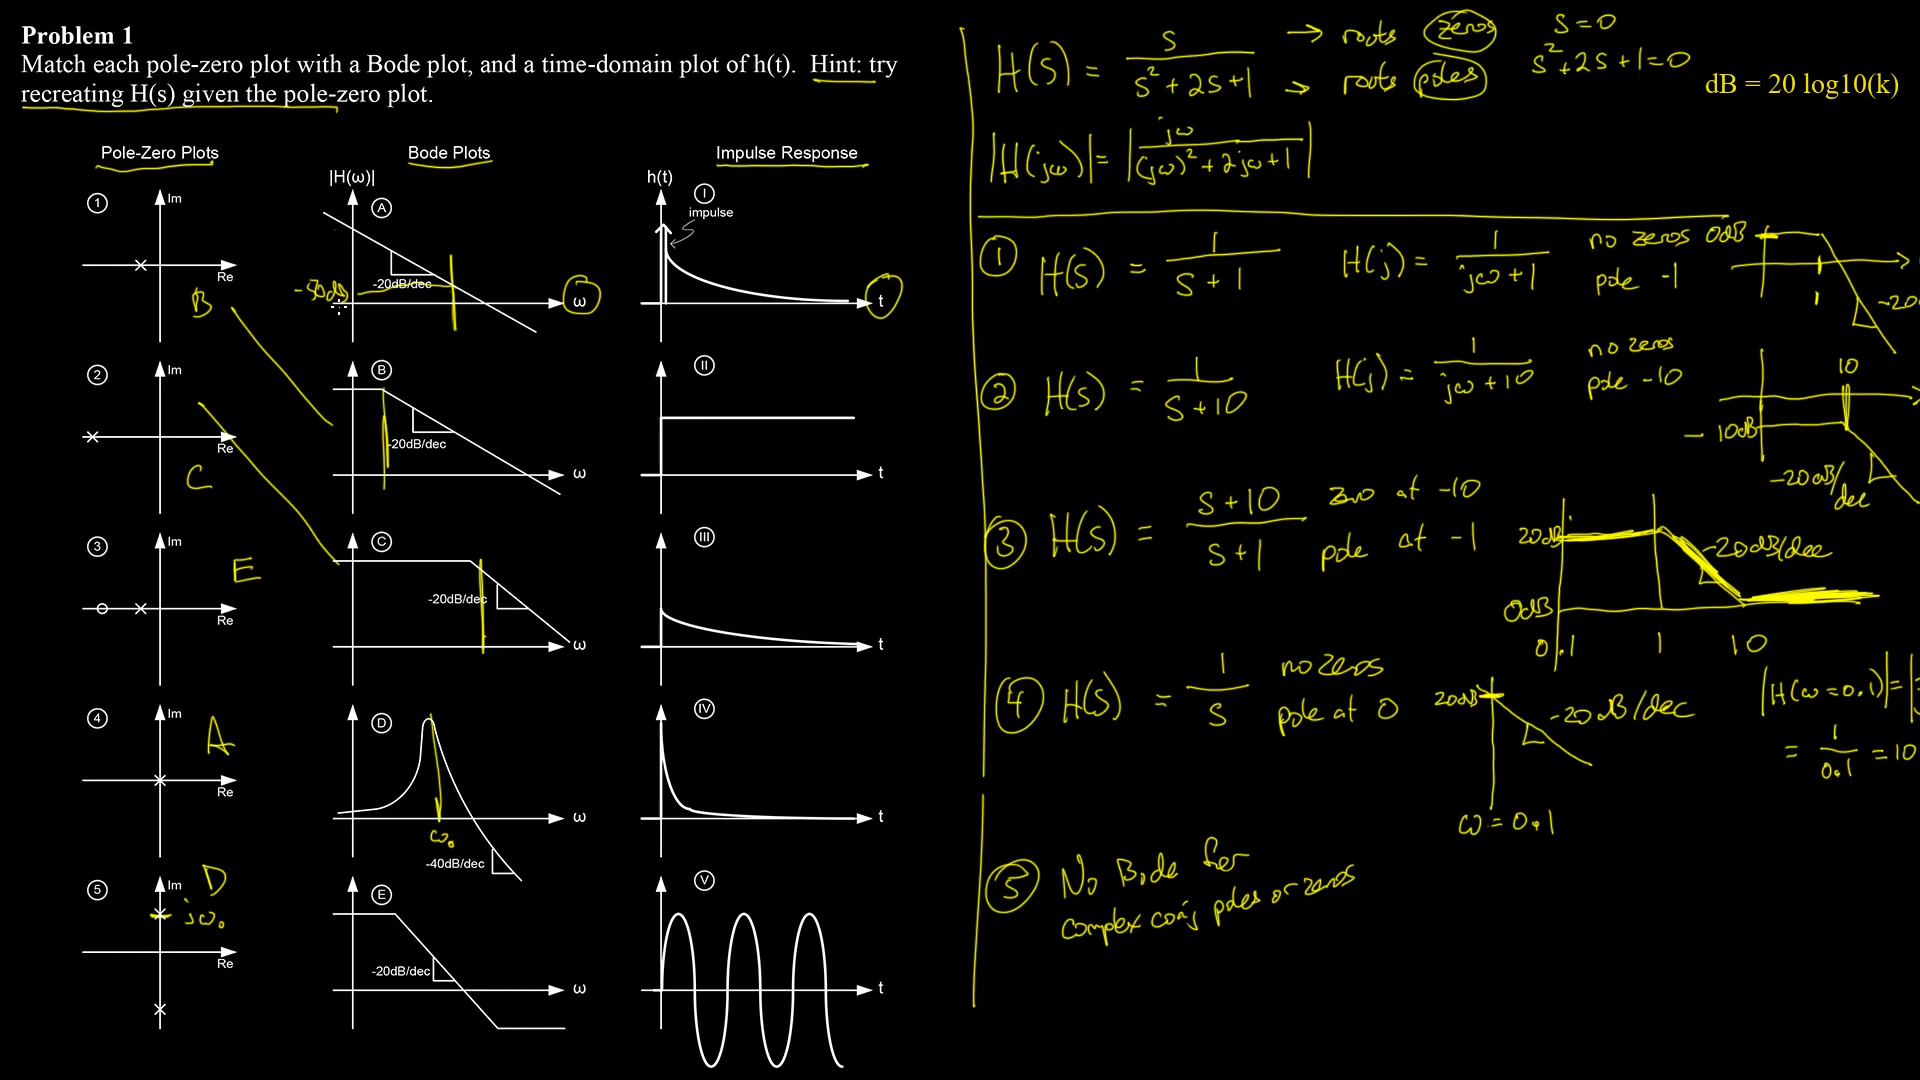 Problem 1
Match each pole-zero plot with a Bode plot, and a time-domain plot of h(t). Hint: try
recreating H(s) given the pole-zero plot.
Pole-Zero Plots
Bode Plots
Impulse Response
|H(ω)|
h(t)
1
Im
Re
B
A
-20dB/dec
ω
I
impulse
t
2
Im
Re
C
B
-20dB/dec
ω
II
t
3
Im
Re
E
C
-20dB/dec
ω
III
t
4
Im
Re
A
D
ω₀
-40dB/dec
ω
IV
t
5
Im
Re
D
jω₀
E
-20dB/dec
ω
V
t
H(s) = s / (s² + 2s + 1)
→ roots zeros
→ roots poles
s = 0
s² + 2s + 1 = 0
dB = 20 log10(k)
|H(jω)| = | jω / ((jω)² + 2jω + 1) |
① H(s) = 1 / (s + 1) H(j) = 1 / (jω + 1)
no zeros
pole -1
0dB
1
-20
② H(s) = 1 / (s + 10) H(j) = 1 / (jω + 10)
no zeros
pole -10
10
- 10dB
-20dB/
dec
③ H(s) = (s + 10) / (s + 1)
zero at -10
pole at -1
20dB
-20dB/dec
0dB
0.1 1 10
④ H(s) = 1 / s
no zeros
pole at 0
20dB
-20dB/dec
ω = 0.1
|H(ω = 0.1)| = |
= 1 / 0.1 = 10
⑤ No Bode for
complex conj poles or zeros